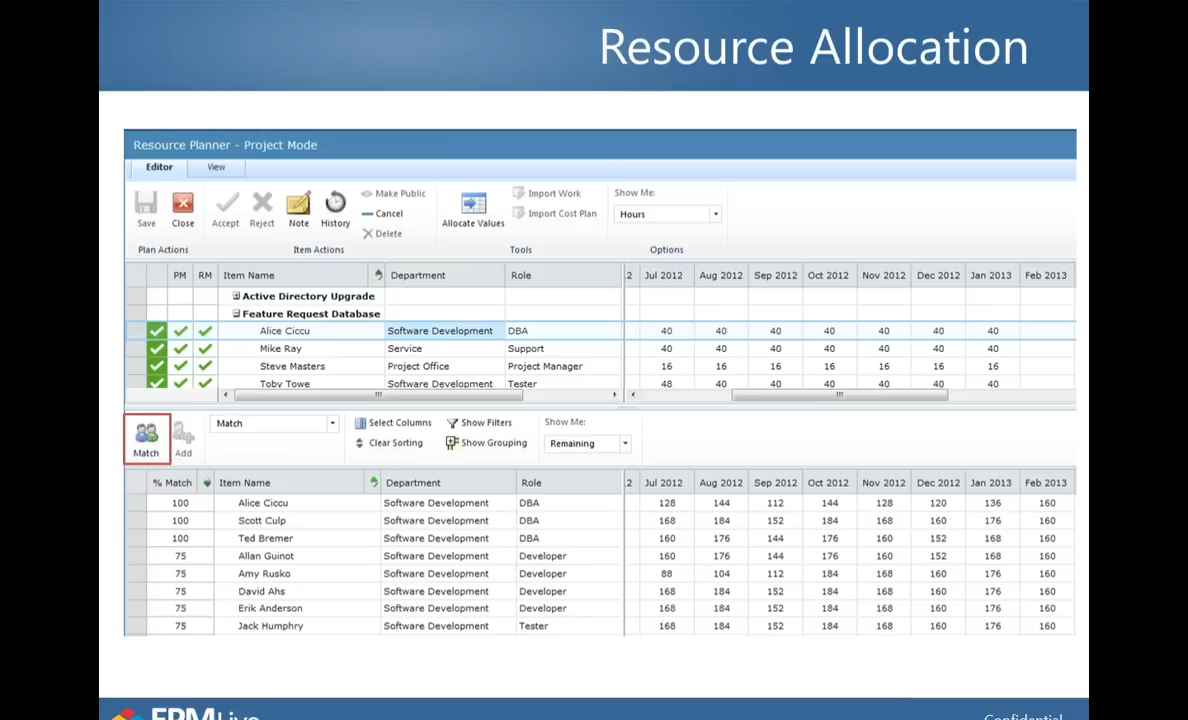 Resource Allocation
Resource Planner - Project Mode
Editor View
Save Close Accept Reject Note History Make Public Cancel Delete Allocate Values Import Work Import Cost Plan Show Me: Hours
Plan Actions Item Actions Tools Options
PM RM Item Name Department Role 2 Jul 2012 Aug 2012 Sep 2012 Oct 2012 Nov 2012 Dec 2012 Jan 2013 Feb 2013
Active Directory Upgrade
Feature Request Database
Alice Ciccu Software Development DBA 40 40 40 40 40 40 40
Mike Ray Service Support 40 40 40 40 40 40 40
Steve Masters Project Office Project Manager 16 16 16 16 16 16 16
Toby Towe Software Development Tester 48 40 40 40 40 40 40
Match Add Match Select Columns Clear Sorting Show Filters Show Grouping Show Me: Remaining
% Match Item Name Department Role 2 Jul 2012 Aug 2012 Sep 2012 Oct 2012 Nov 2012 Dec 2012 Jan 2013 Feb 2013
100 Alice Ciccu Software Development DBA 128 144 112 144 128 120 136 160
100 Scott Culp Software Development DBA 168 184 152 184 168 160 176 160
100 Ted Bremer Software Development DBA 160 176 144 176 160 152 168 160
75 Allan Guinot Software Development Developer 160 176 144 176 160 152 168 160
75 Amy Rusko Software Development Developer 88 104 112 184 168 160 176 160
75 David Ahs Software Development Developer 168 184 152 184 168 160 176 160
75 Erik Anderson Software Development Developer 168 184 152 184 168 160 176 160
75 Jack Humphry Software Development Tester 168 184 152 184 168 160 176 160
EPMLive Confidential